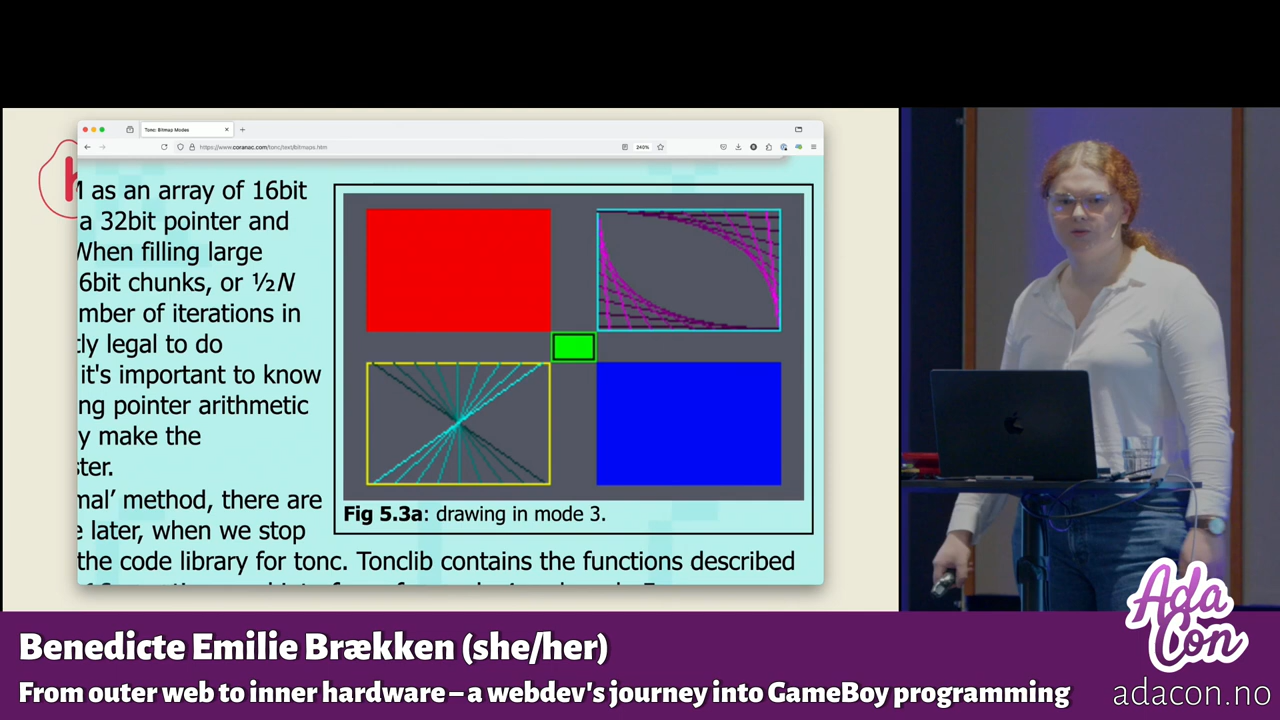 Tonc: Bitmap Modes
https://www.coranac.com/tonc/text/bitmaps.htm
240%
as an array of 16bit
a 32bit pointer and
When filling large
6bit chunks, or ½N
mber of iterations in
tly legal to do
it's important to know
ng pointer arithmetic
y make the
ster.
mal’ method, there are
e later, when we stop
Fig 5.3a: drawing in mode 3.
the code library for tonc. Tonclib contains the functions described
Benedicte Emilie Brækken (she/her)
From outer web to inner hardware – a webdev's journey into GameBoy programming
Ada
Con
adacon.no